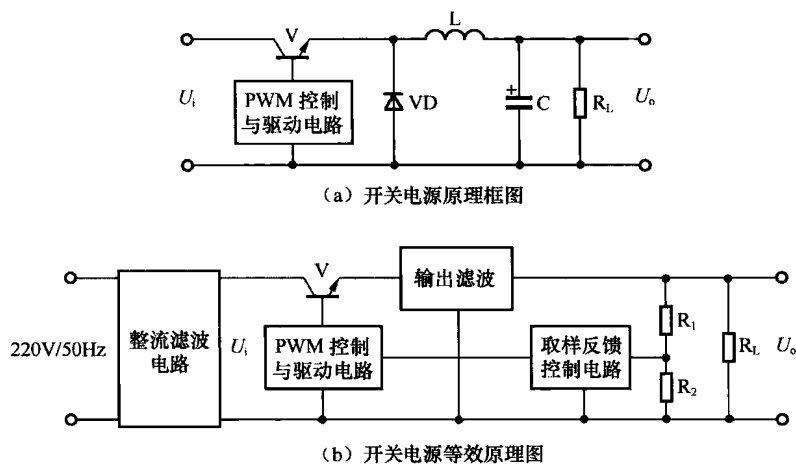 V
L
Ui
PWM 控制
与驱动电路
VD
+
C
RL
Uo
(a) 开关电源原理框图
220V/50Hz
整流滤波
电路
Ui
V
输出滤波
PWM 控制
与驱动电路
取样反馈
控制电路
R1
R2
RL
Uo
(b) 开关电源等效原理图